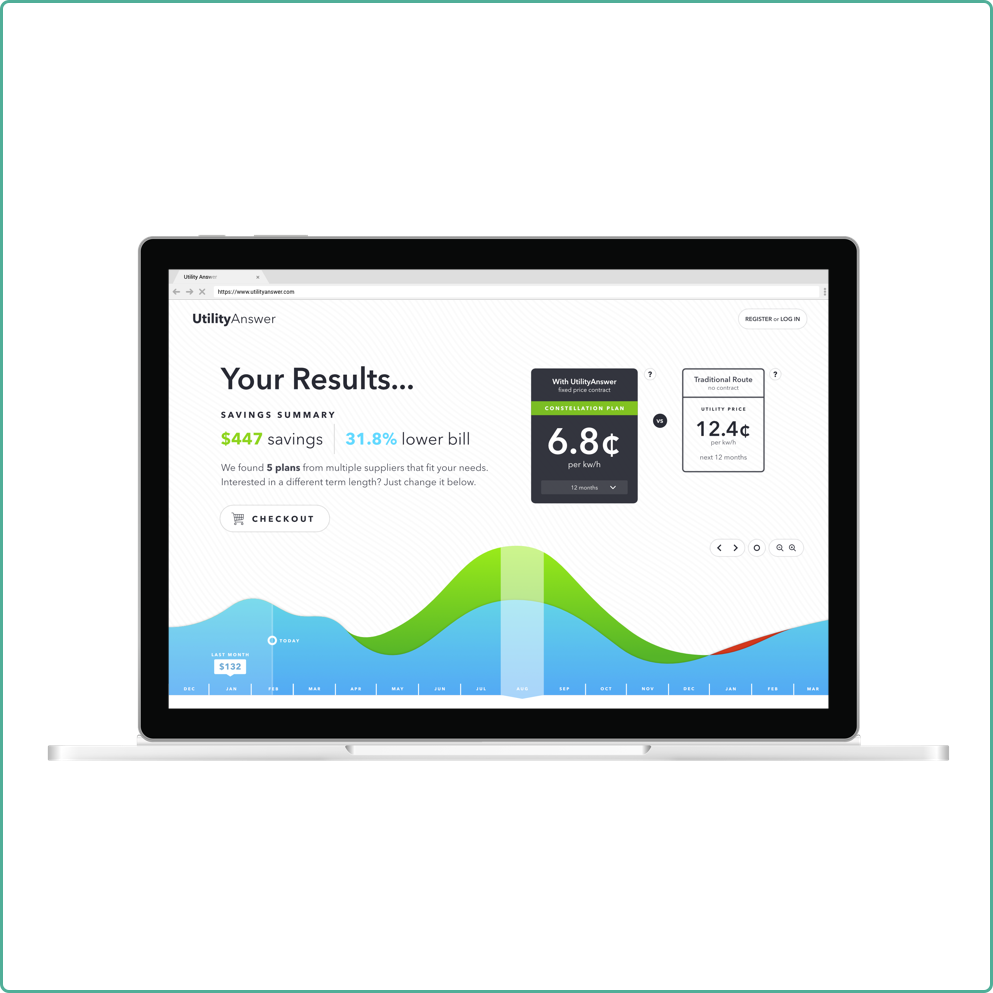 Utility Answer
https://www.utilityanswer.com
UtilityAnswer
REGISTER or LOG IN
Your Results...
SAVINGS SUMMARY
$447 savings
31.8% lower bill
We found 5 plans from multiple suppliers that fit your needs.
Interested in a different term length? Just change it below.
CHECKOUT
With UtilityAnswer
fixed price contract
CONSTELLATION PLAN
6.8¢
per kw/h
12 months
?
VS
Traditional Route
no contract
UTILITY PRICE
12.4¢
per kw/h
next 12 months
?
TODAY
LAST MONTH
$132
DEC JAN FEB MAR APR MAY JUN JUL AUG SEP OCT NOV DEC JAN FEB MAR